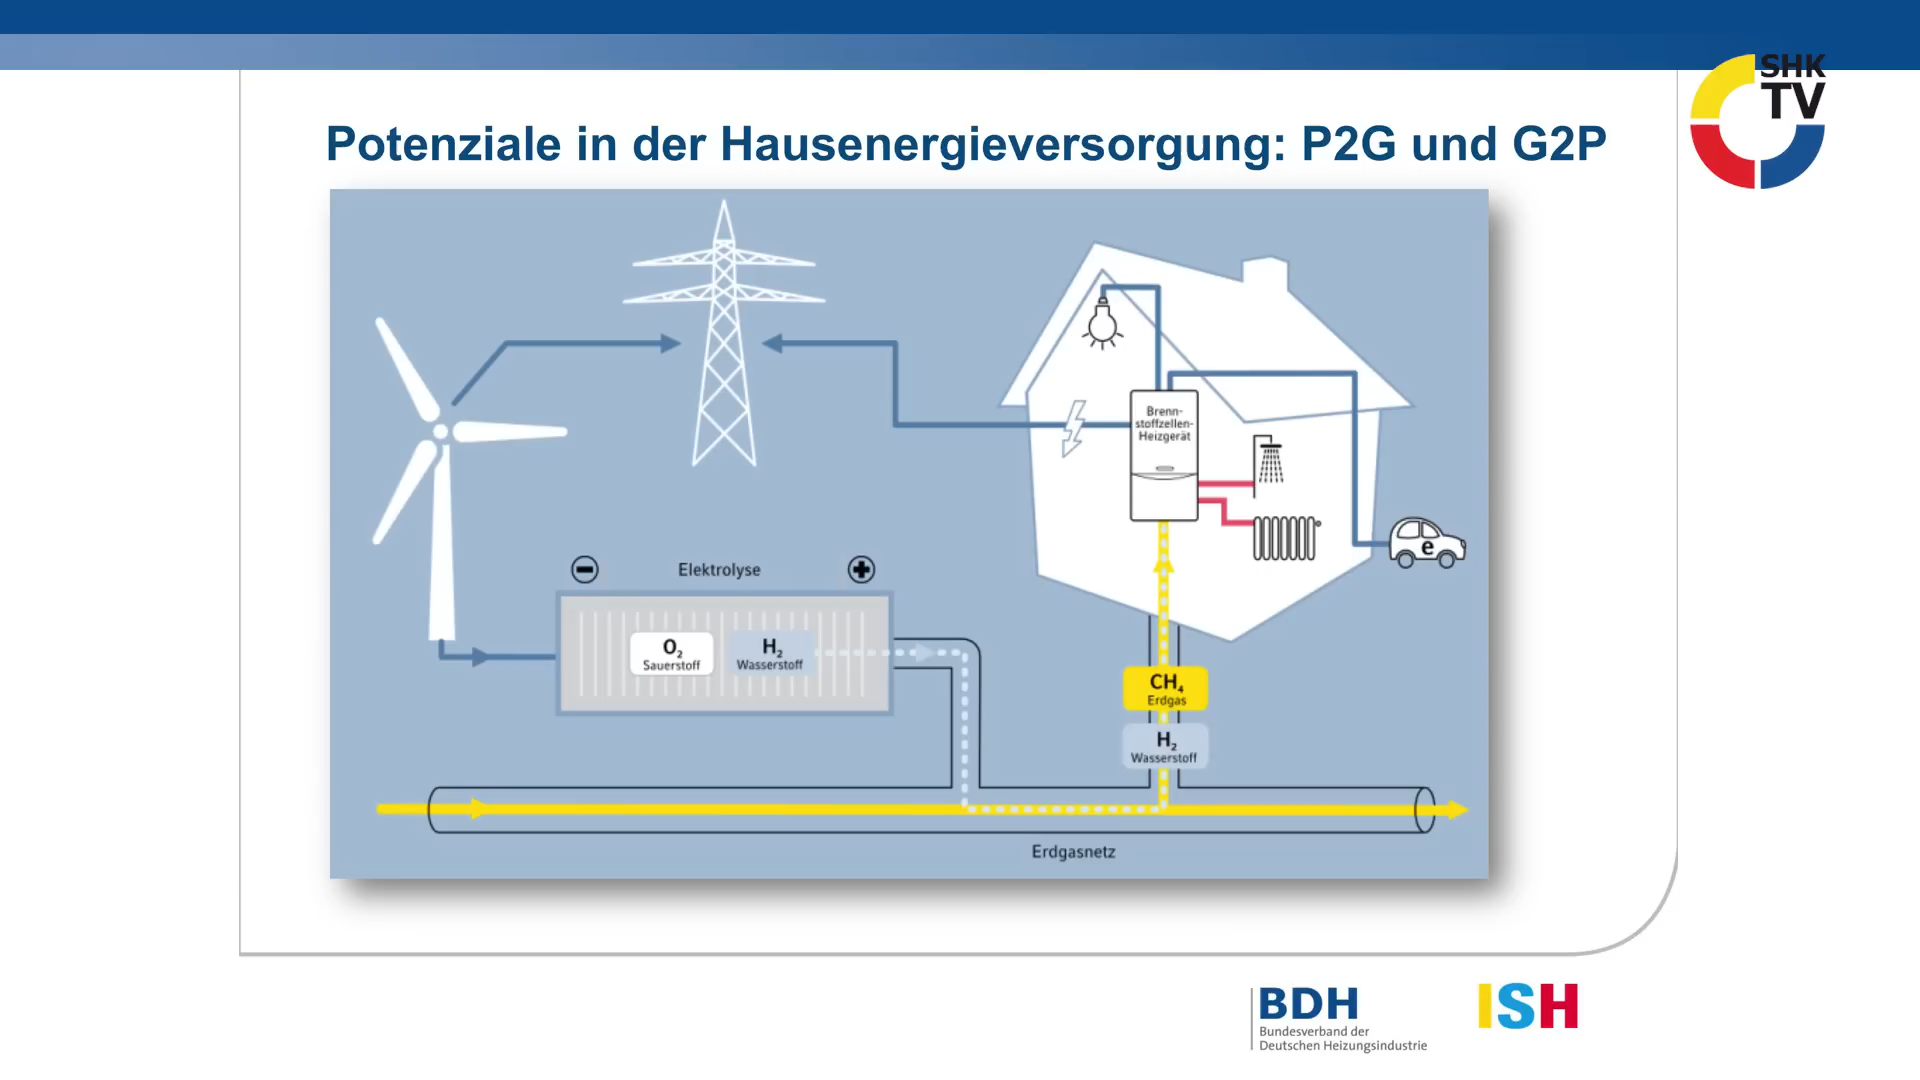 SHK
TV
Potenziale in der Hausenergieversorgung: P2G und G2P
Brenn-
stoffzellen-
Heizgerät
e
Elektrolyse
O₂
Sauerstoff
H₂
Wasserstoff
CH₄
Erdgas
H₂
Wasserstoff
Erdgasnetz
BDH
Bundesverband der
Deutschen Heizungsindustrie
ISH